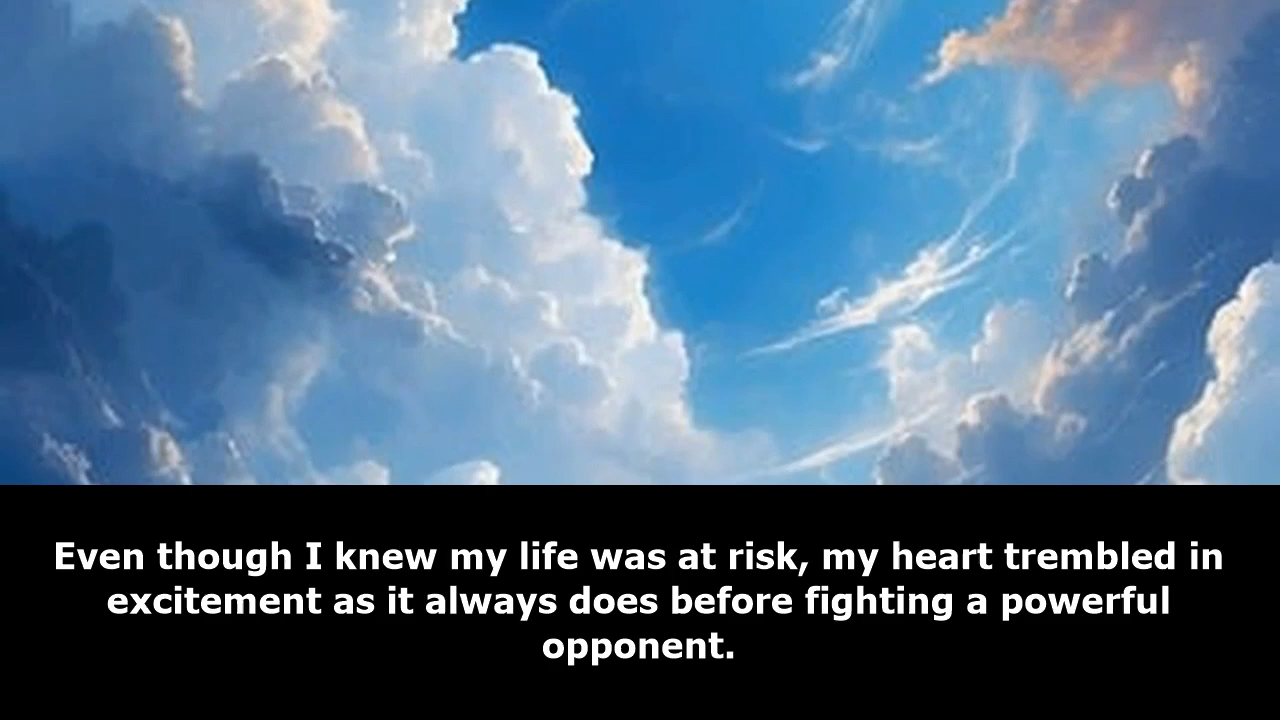 Even though I knew my life was at risk, my heart trembled in
excitement as it always does before fighting a powerful
opponent.